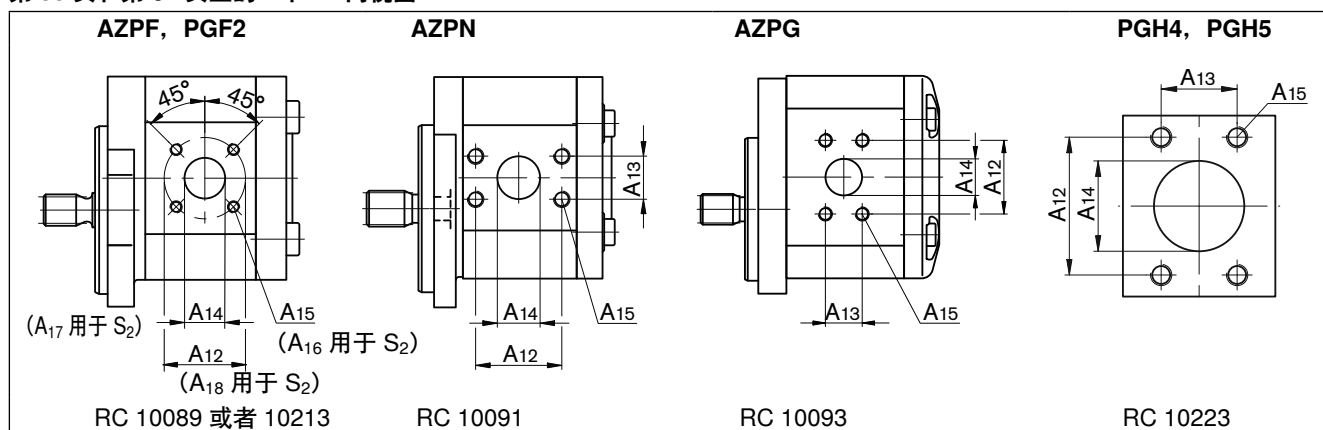 AZPF，PGF2
AZPN
AZPG
PGH4，PGH5
45°
45°
A14
A15
(A17 用于 S2)
(A16 用于 S2)
A12
(A18 用于 S2)
A13
A14
A15
A12
A14
A12
A13
A15
A13
A15
A12
A14
RC 10089 或者 10213
RC 10091
RC 10093
RC 10223